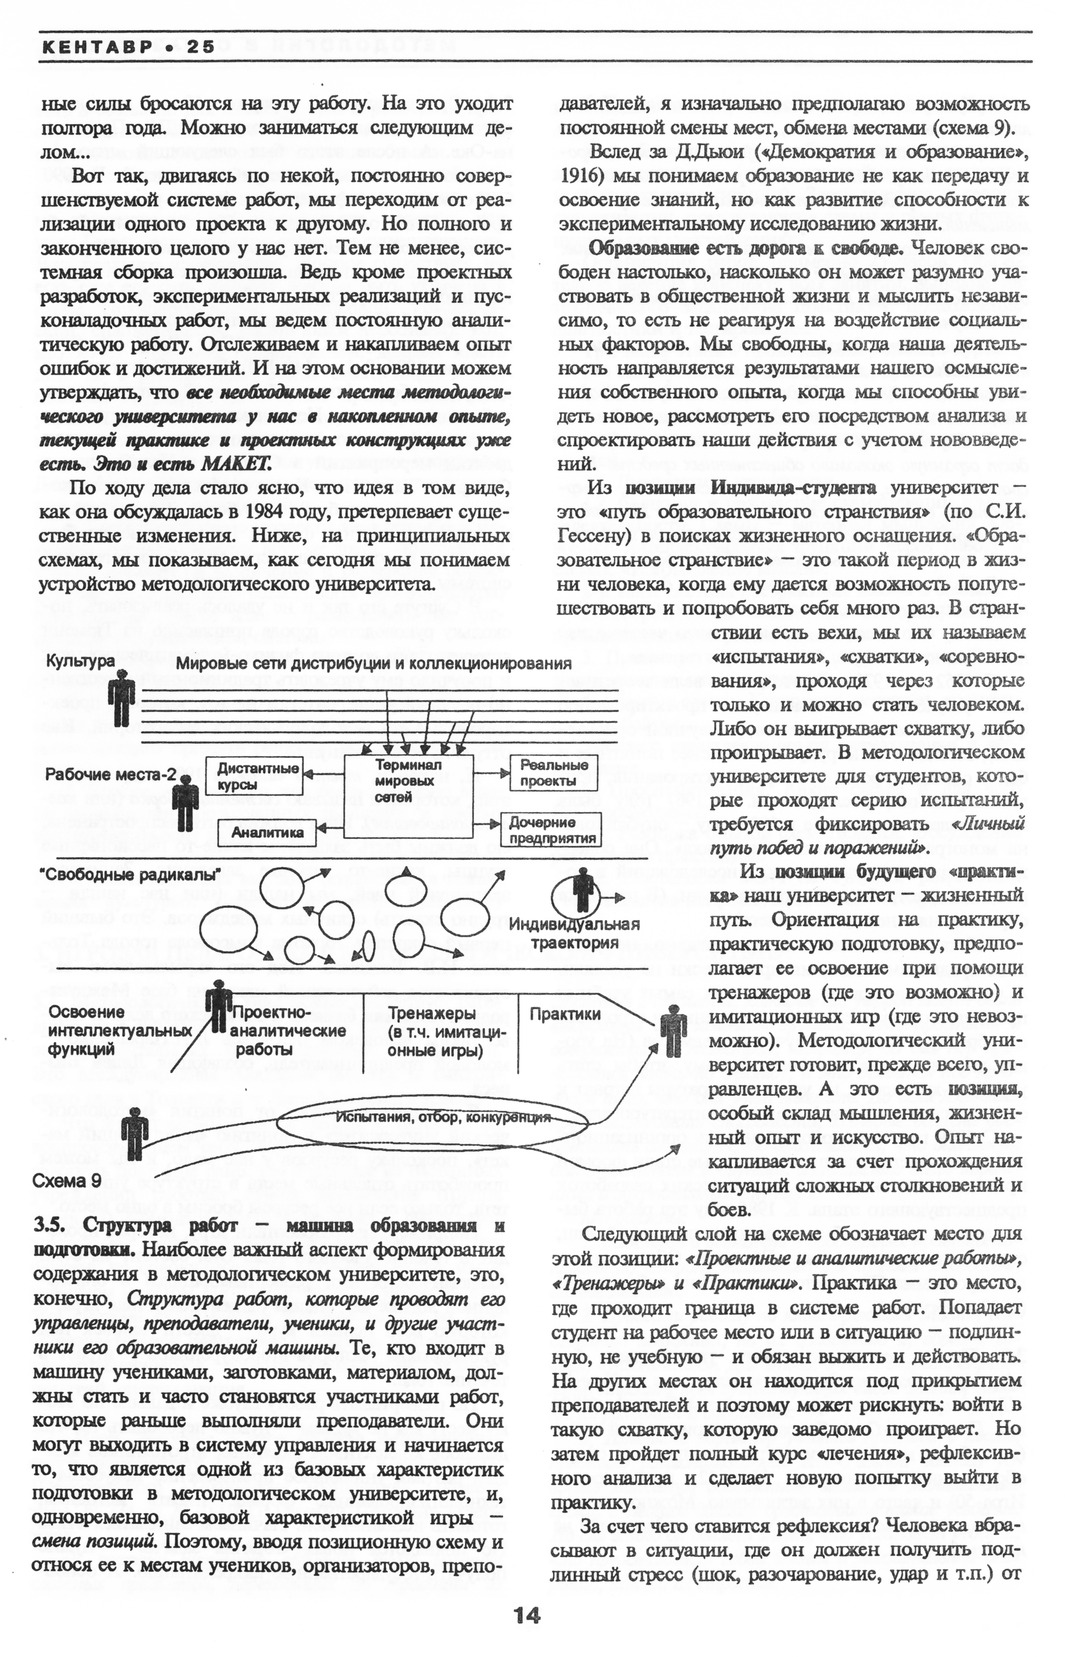 КЕНТАВР • 25
ные силы бросаются на эту работу. На это уходит
полтора года. Можно заниматься следующим де-
лом...
Вот так, двигаясь по некой, постоянно совер-
шенствуемой системе работ, мы переходим от реа-
лизации одного проекта к другому. Но полного и
законченного целого у нас нет. Тем не менее, сис-
темная сборка произошла. Ведь кроме проектных
разработок, экспериментальных реализаций и пус-
коналадочных работ, мы ведем постоянную анали-
тическую работу. Отслеживаем и накапливаем опыт
ошибок и достижений. И на этом основании можем
утверждать, что все необходимые места методологи-
ческого университета у нас в накопленном опыте,
текущей практике и проектных конструкциях уже
есть. Это и есть МАКЕТ.
По ходу дела стало ясно, что идея в том виде,
как она обсуждалась в 1984 году, претерпевает суще-
ственные изменения. Ниже, на принципиальных
схемах, мы показываем, как сегодня мы понимаем
устройство методологического университета.
Культура
Мировые сети дистрибуции и коллекционирования
Рабочие места-2
Дистантные
курсы
Терминал
мировых
сетей
Реальные
проекты
Аналитика
Дочерние
предприятия
"Свободные радикалы"
Индивидуальная
траектория
Освоение
интеллектуальных
функций
Проектно-
аналитические
работы
Тренажеры
(в т.ч. имитаци-
онные игры)
Практики
Испытания, отбор, конкуренция
Схема 9
3.5. Структура работ — машина образования и
подготовки. Наиболее важный аспект формирования
содержания в методологическом университете, это,
конечно, Структура работ, которые проводят его
управленцы, преподаватели, ученики, и другие участ-
ники его образовательной машины. Те, кто входит в
машину учениками, заготовками, материалом, дол-
жны стать и часто становятся участниками работ,
которые раньше выполняли преподаватели. Они
могут выходить в систему управления и начинается
то, что является одной из базовых характеристик
подготовки в методологическом университете, и,
одновременно, базовой характеристикой игры —
смена позиций. Поэтому, вводя позиционную схему и
относя ее к местам учеников, организаторов, препо-
давателей, я изначально предполагаю возможность
постоянной смены мест, обмена местами (схема 9).
Вслед за Д.Дьюи («Демократия и образование»,
1916) мы понимаем образование не как передачу и
освоение знаний, но как развитие способности к
экспериментальному исследованию жизни.
Образование есть дорога к свободе. Человек сво-
боден настолько, насколько он может разумно уча-
ствовать в общественной жизни и мыслить незави-
симо, то есть не реагируя на воздействие социаль-
ных факторов. Мы свободны, когда наша деятель-
ность направляется результатами нашего осмысле-
ния собственного опыта, когда мы способны уви-
деть новое, рассмотреть его посредством анализа и
спроектировать наши действия с учетом нововведе-
ний.
Из позиции Индивида-студента университет —
это «путь образовательного странствия» (по С.И.
Гессену) в поисках жизненного оснащения. «Обра-
зовательное странствие» — это такой период в жиз-
ни человека, когда ему дается возможность попуте-
шествовать и попробовать себя много раз. В стран-
ствии есть вехи, мы их называем
«испытания», «схватки», «соревно-
вания», проходя через которые
только и можно стать человеком.
Либо он выигрывает схватку, либо
проигрывает. В методологическом
университете для студентов, кото-
рые проходят серию испытаний,
требуется фиксировать «Личный
путь побед и поражений».
Из позиции будущего «практи-
ка» наш университет — жизненный
путь. Ориентация на практику,
практическую подготовку, предпо-
лагает ее освоение при помощи
тренажеров (где это возможно) и
имитационных игр (где это невоз-
можно). Методологический уни-
верситет готовит, прежде всего, уп-
равленцев. А это есть позиция,
особый склад мышления, жизнен-
ный опыт и искусство. Опыт на-
капливается за счет прохождения
ситуаций сложных столкновений и
боев.
Следующий слой на схеме обозначает место для
этой позиции: «Проектные и аналитические работы»,
«Тренажеры» и «Практики». Практика — это место,
где проходит граница в системе работ. Попадает
студент на рабочее место или в ситуацию — подлин-
ную, не учебную — и обязан выжить и действовать.
На других местах он находится под прикрытием
преподавателей и поэтому может рискнуть: войти в
такую схватку, которую заведомо проиграет. Но
затем пройдет полный курс «лечения», рефлексив-
ного анализа и сделает новую попытку выйти в
практику.
За счет чего ставится рефлексия? Человека вбра-
сывают в ситуации, где он должен получить под-
линный стресс (шок, разочарование, удар и т.п.) от
14